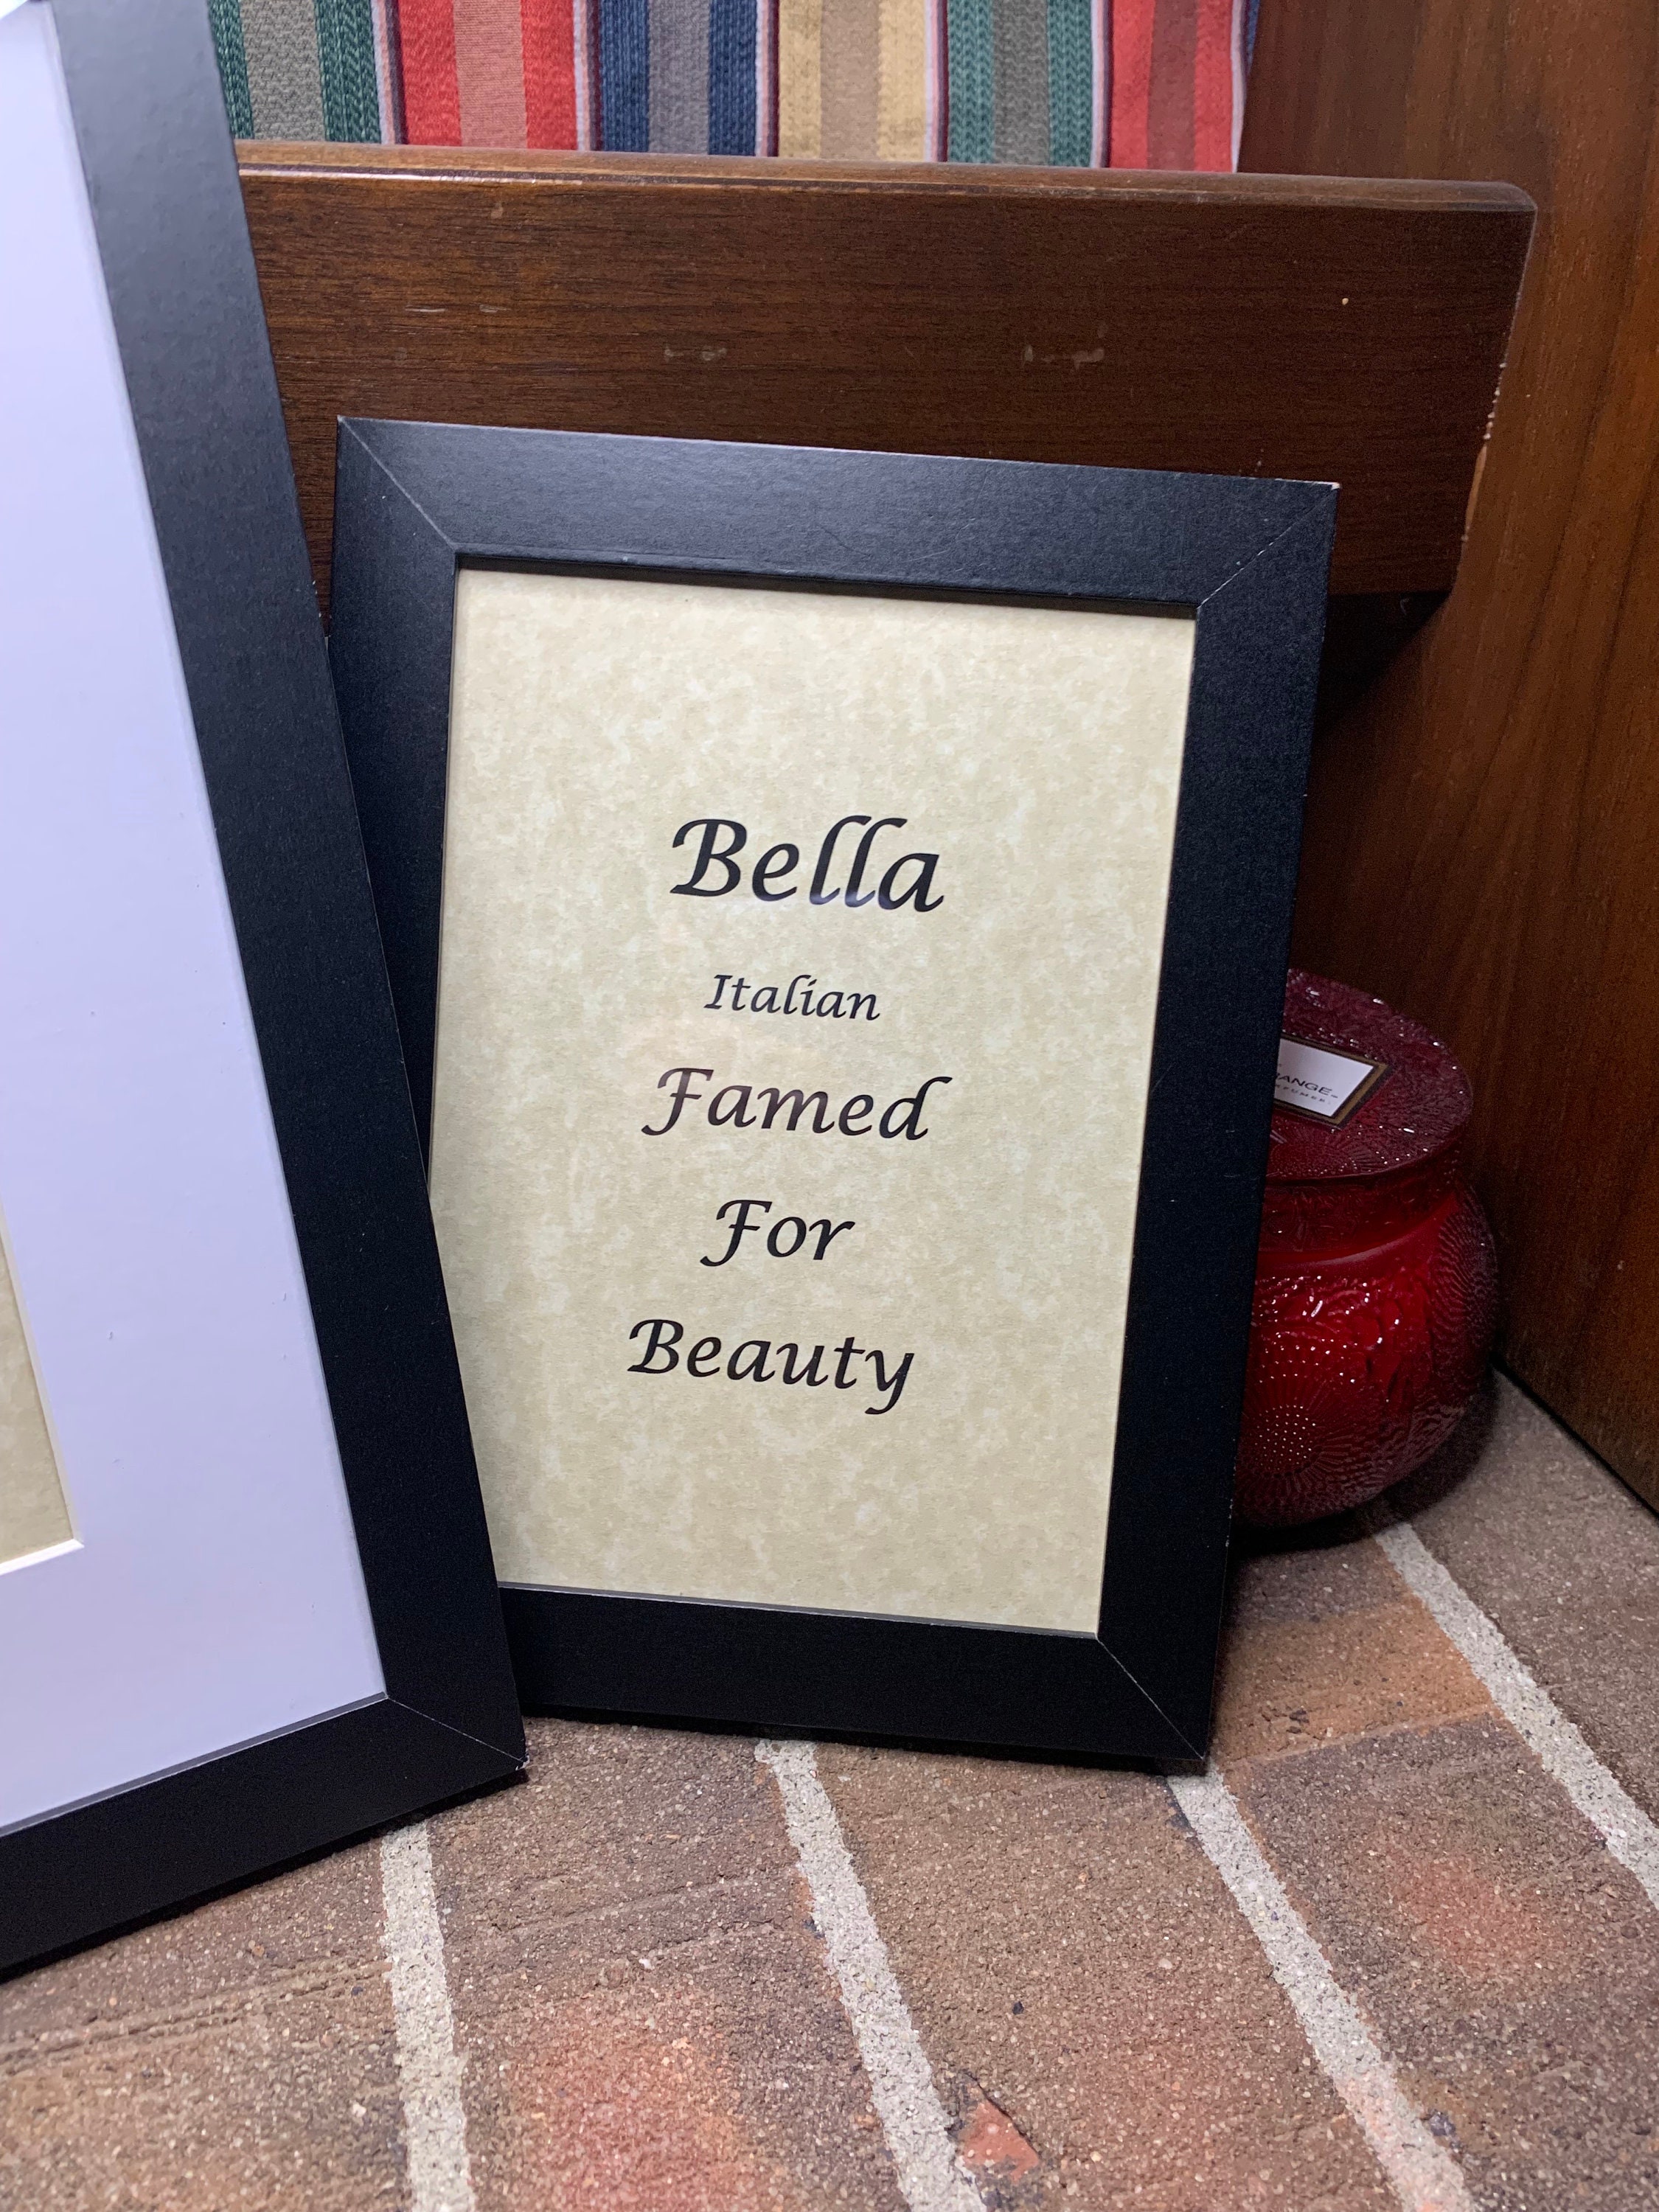 Bella
Italian
Famed
For
Beauty